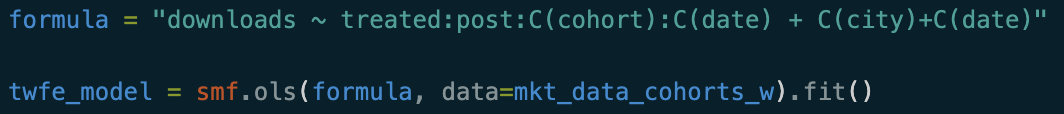 formula = "downloads ~ treated:post:C(cohort):C(date) + C(city)+C(date)"
twfe_model = smf.ols(formula, data=mkt_data_cohorts_w).fit()